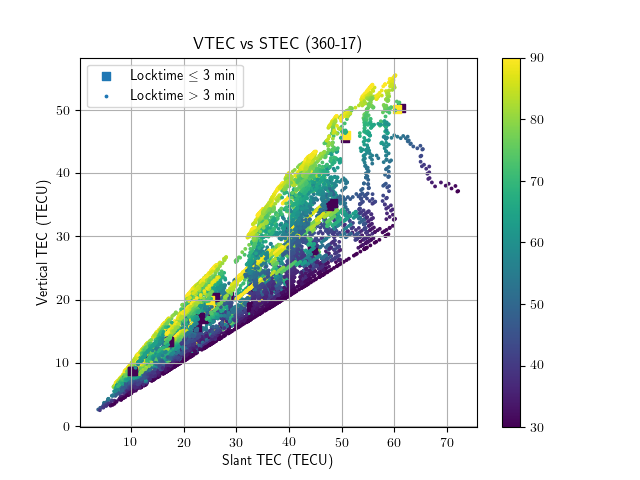 VTEC vs STEC (360-17)
Locktime ≤ 3 min
Locktime > 3 min
Vertical TEC (TECU)
0
10
20
30
40
50
10 20 30 40 50 60 70
Slant TEC (TECU)
90
80
70
60
50
40
30